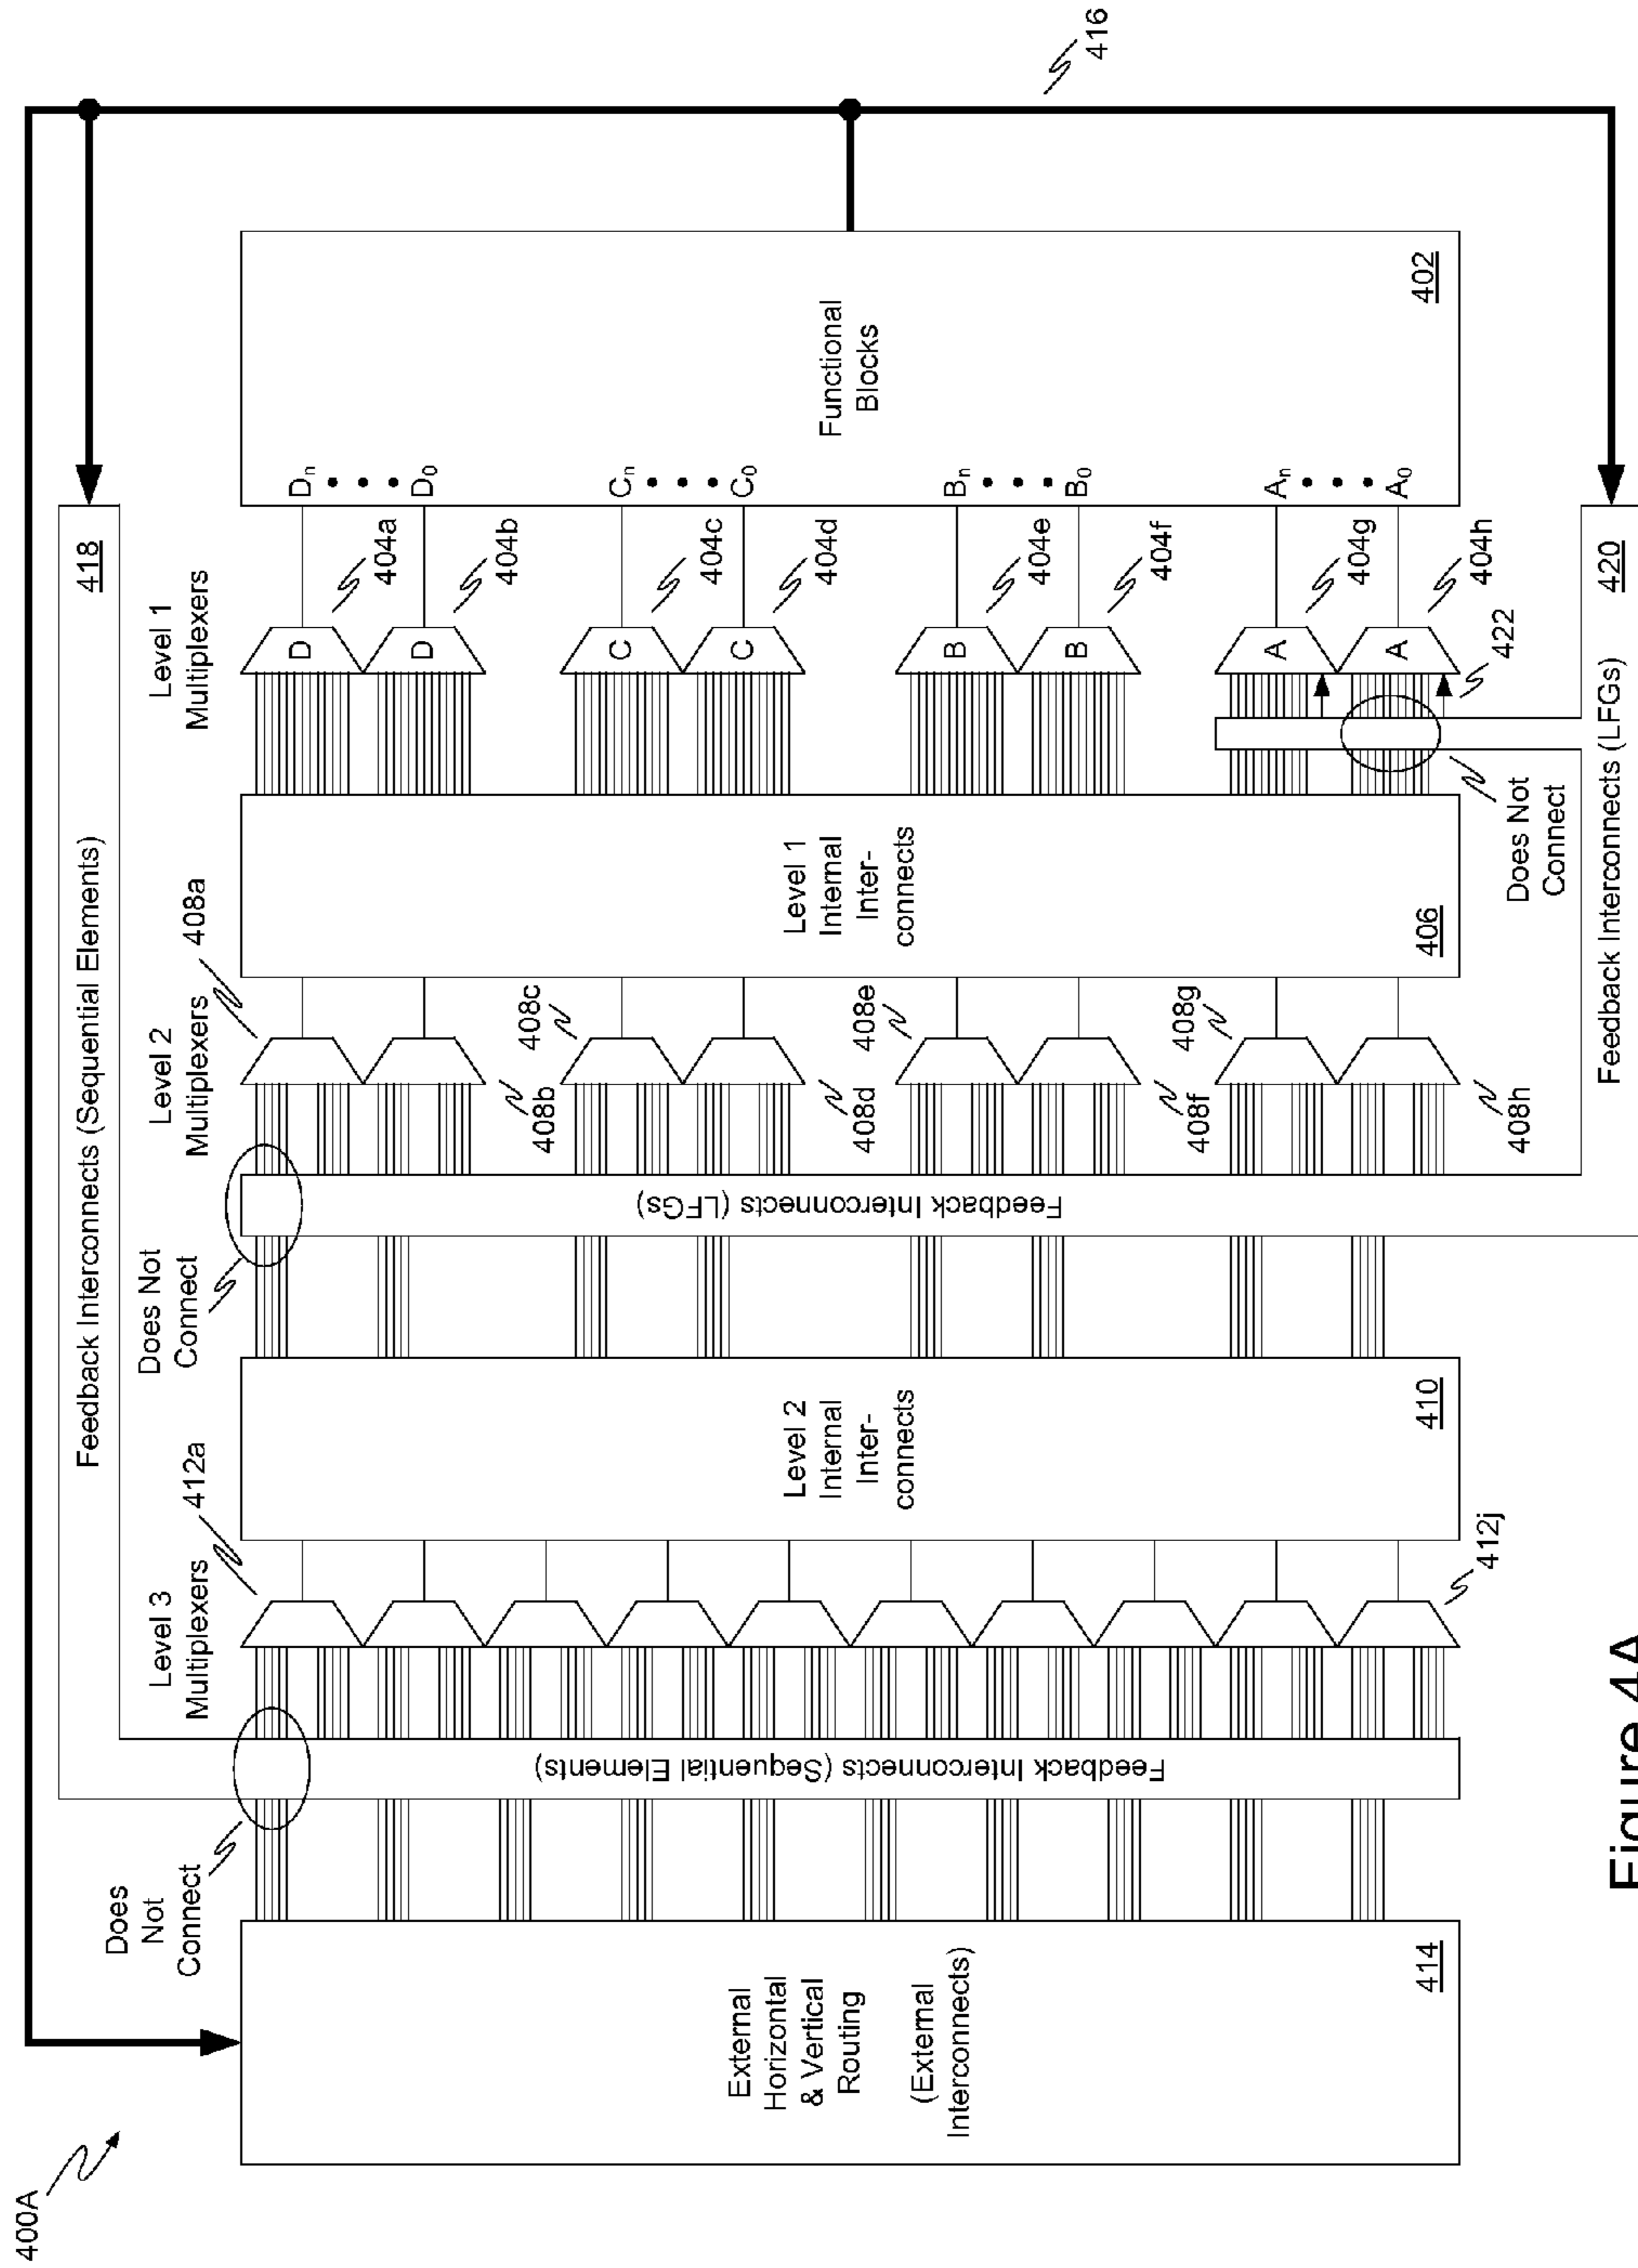 400A
416
Feedback Interconnects (Sequential Elements)
418
Does
Not
Connect
Level 3
Multiplexers
412a
Does Not
Connect
Level 2
Multiplexers
408a
Level 1
Multiplexers
External
Horizontal
& Vertical
Routing
(External
Interconnects)
414
Feedback Interconnects (Sequential Elements)
412j
Level 2
Internal
Inter-
connects
410
Feedback Interconnects (LFGs)
408b
408c
408d
408e
408f
408g
408h
Level 1
Internal
Inter-
connects
406
D
D
C
C
B
B
A
A
404a
404b
404c
404d
404e
404f
404g
404h
422
Does Not
Connect
Dn
D0
Cn
C0
Bn
B0
An
A0
Functional
Blocks
402
Feedback Interconnects (LFGs)
420
Figure 4A